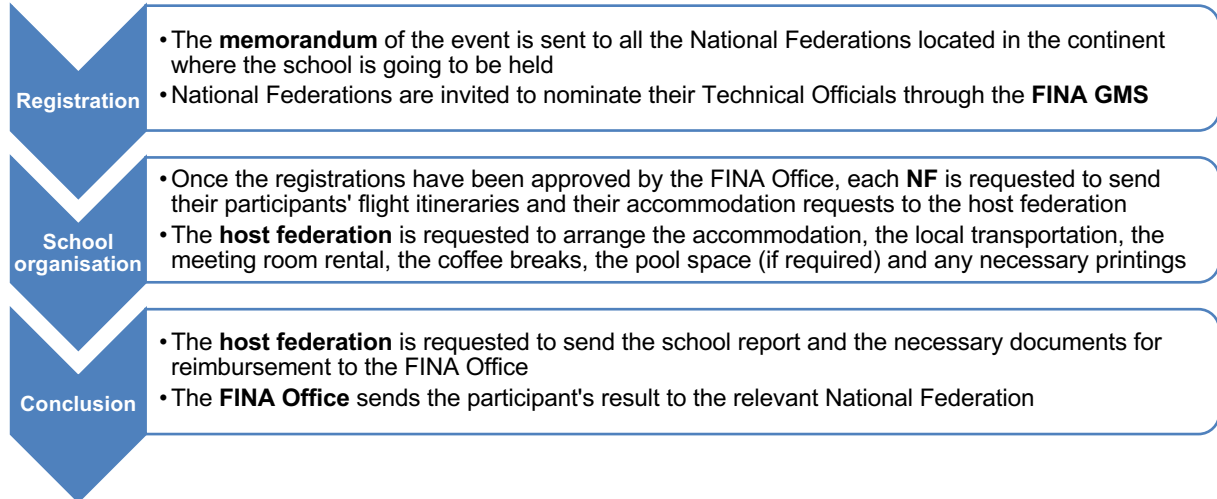 Registration
• The memorandum of the event is sent to all the National Federations located in the continent
where the school is going to be held
• National Federations are invited to nominate their Technical Officials through the FINA GMS
School
organisation
• Once the registrations have been approved by the FINA Office, each NF is requested to send
their participants' flight itineraries and their accommodation requests to the host federation
• The host federation is requested to arrange the accommodation, the local transportation, the
meeting room rental, the coffee breaks, the pool space (if required) and any necessary printings
Conclusion
• The host federation is requested to send the school report and the necessary documents for
reimbursement to the FINA Office
• The FINA Office sends the participant's result to the relevant National Federation